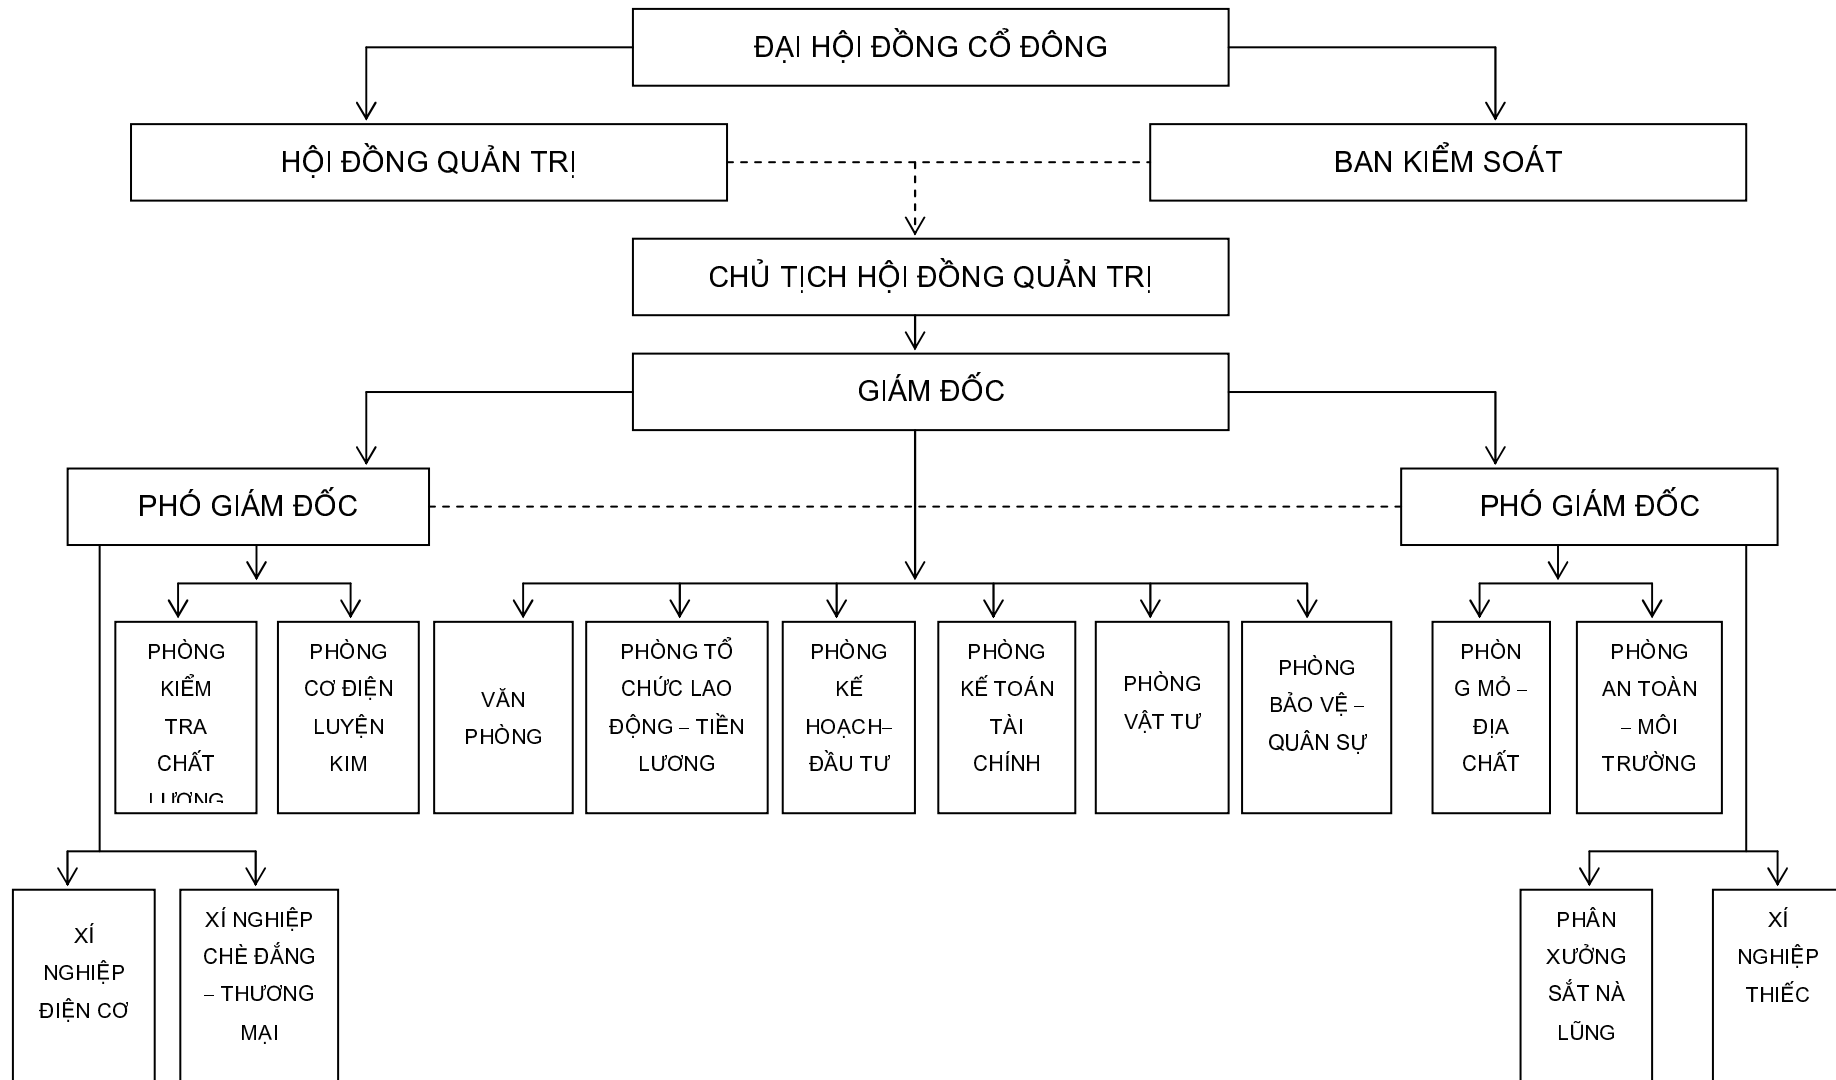 ĐẠI HỘI ĐỒNG CỔ ĐÔNG
HỘI ĐỒNG QUẢN TRỊ
BAN KIỂM SOÁT
CHỦ TỊCH HỘI ĐỒNG QUẢN TRỊ
GIÁM ĐỐC
PHÓ GIÁM ĐỐC
PHÓ GIÁM ĐỐC
PHÒNG
KIỂM
TRA
CHẤT
LƯỢNG
PHÒNG
CƠ ĐIỆN
LUYỆN
KIM
VĂN
PHÒNG
PHÒNG TỔ
CHỨC LAO
ĐỘNG – TIỀN
LƯƠNG
PHÒNG
KẾ
HOẠCH–
ĐẦU TƯ
PHÒNG
KẾ TOÁN
TÀI
CHÍNH
PHÒNG
VẬT TƯ
PHÒNG
BẢO VỆ –
QUÂN SỰ
PHÒN
G MỎ –
ĐỊA
CHẤT
PHÒNG
AN TOÀN
– MÔI
TRƯỜNG
XÍ
NGHIỆP
ĐIỆN CƠ
XÍ NGHIỆP
CHÈ ĐẮNG
– THƯƠNG
MẠI
PHÂN
XƯỞNG
SẮT NÀ
LŨNG
XÍ
NGHIỆP
THIẾC